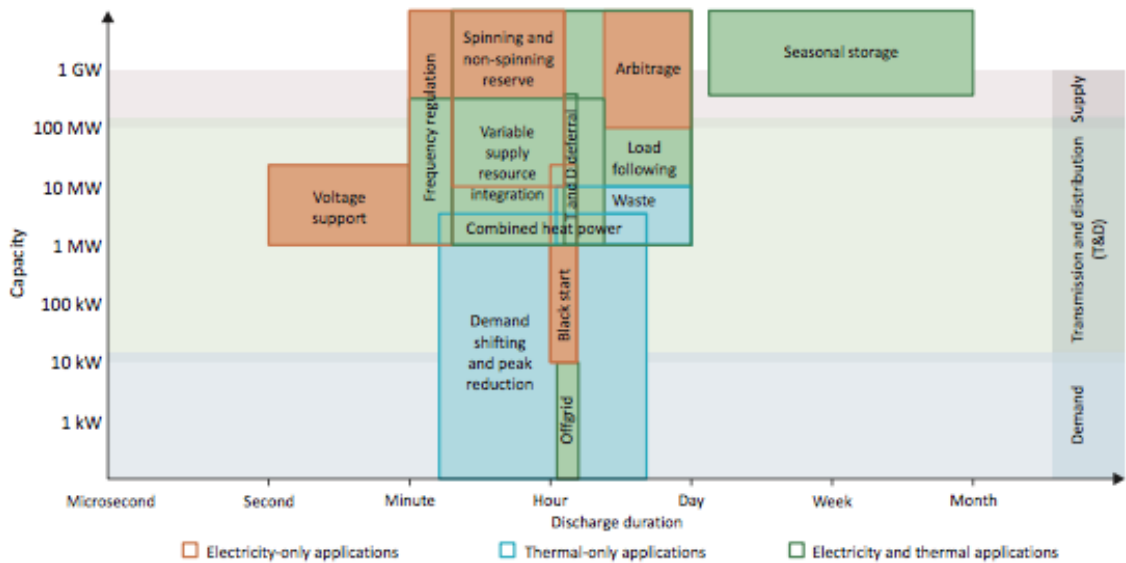 Capacity
1 GW
100 MW
10 MW
1 MW
100 kW
10 kW
1 kW
Voltage
support
Frequency regulation
Spinning and
non-spinning
reserve
Variable
supply
resource
integration
T and D deferral
Arbitrage
Load
following
Waste
Combined heat power
Demand
shifting
and peak
reduction
Black start
Offgrid
Seasonal storage
Supply
Transmission and distribution
(T&D)
Demand
Microsecond
Second
Minute
Hour
Day
Week
Month
Discharge duration
Electricity-only applications
Thermal-only applications
Electricity and thermal applications